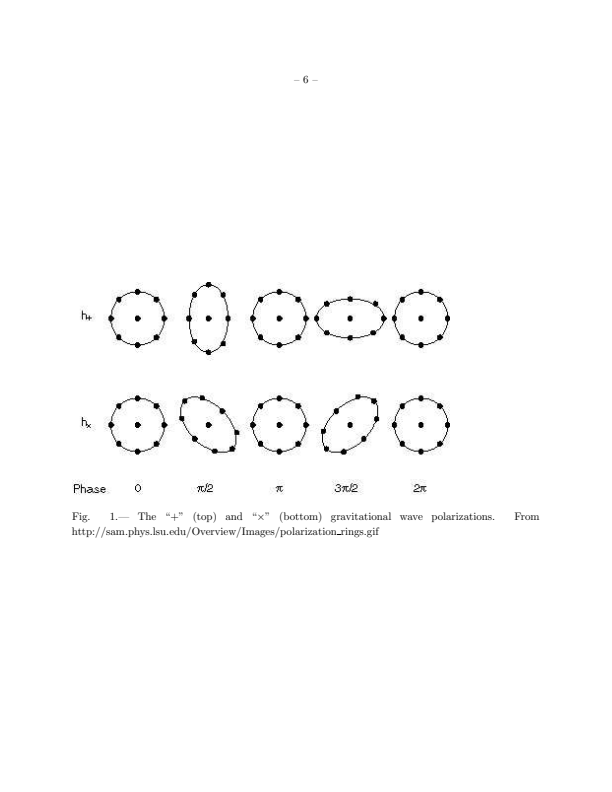 – 6 –
h+
h×
Phase 0 π/2 π 3π/2 2π
Fig. 1.— The “+” (top) and “×” (bottom) gravitational wave polarizations. From
http://sam.phys.lsu.edu/Overview/Images/polarization_rings.gif